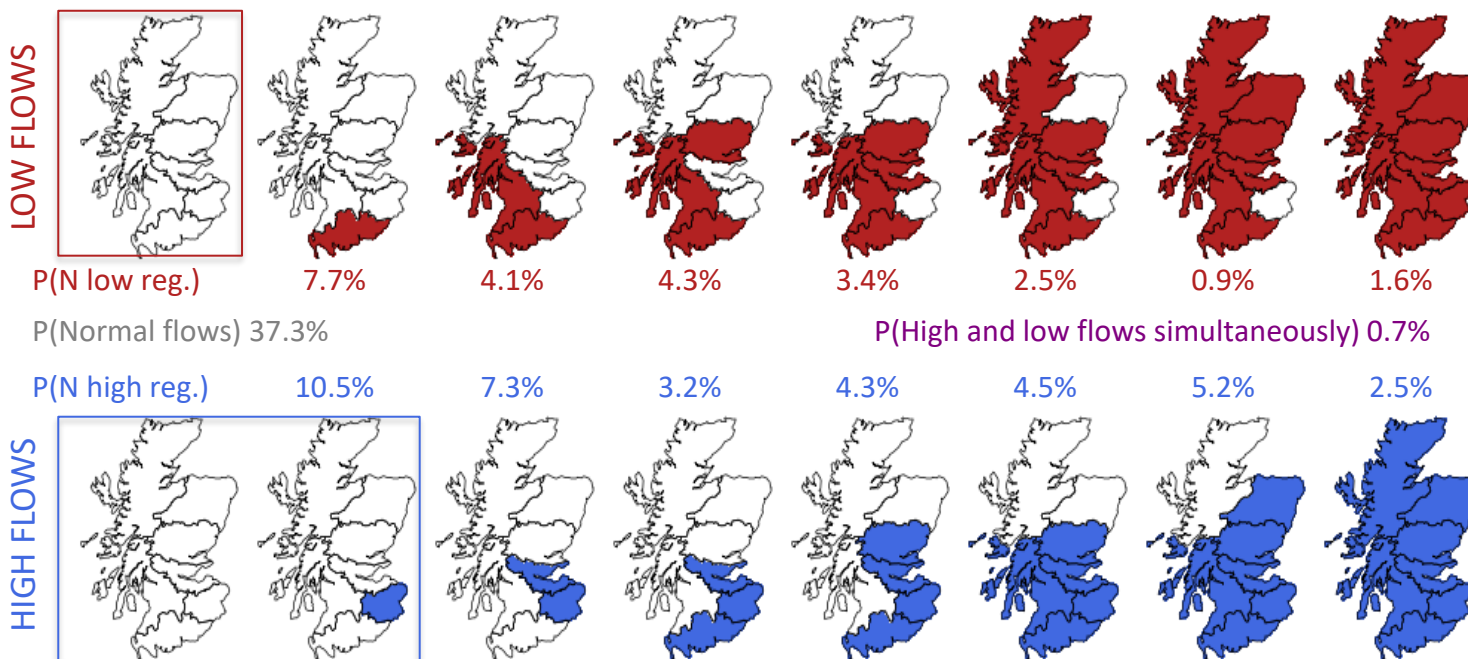 LOW FLOWS
P(N low reg.) 7.7% 4.1% 4.3% 3.4% 2.5% 0.9% 1.6%
P(Normal flows) 37.3% P(High and low flows simultaneously) 0.7%
P(N high reg.) 10.5% 7.3% 3.2% 4.3% 4.5% 5.2% 2.5%
HIGH FLOWS